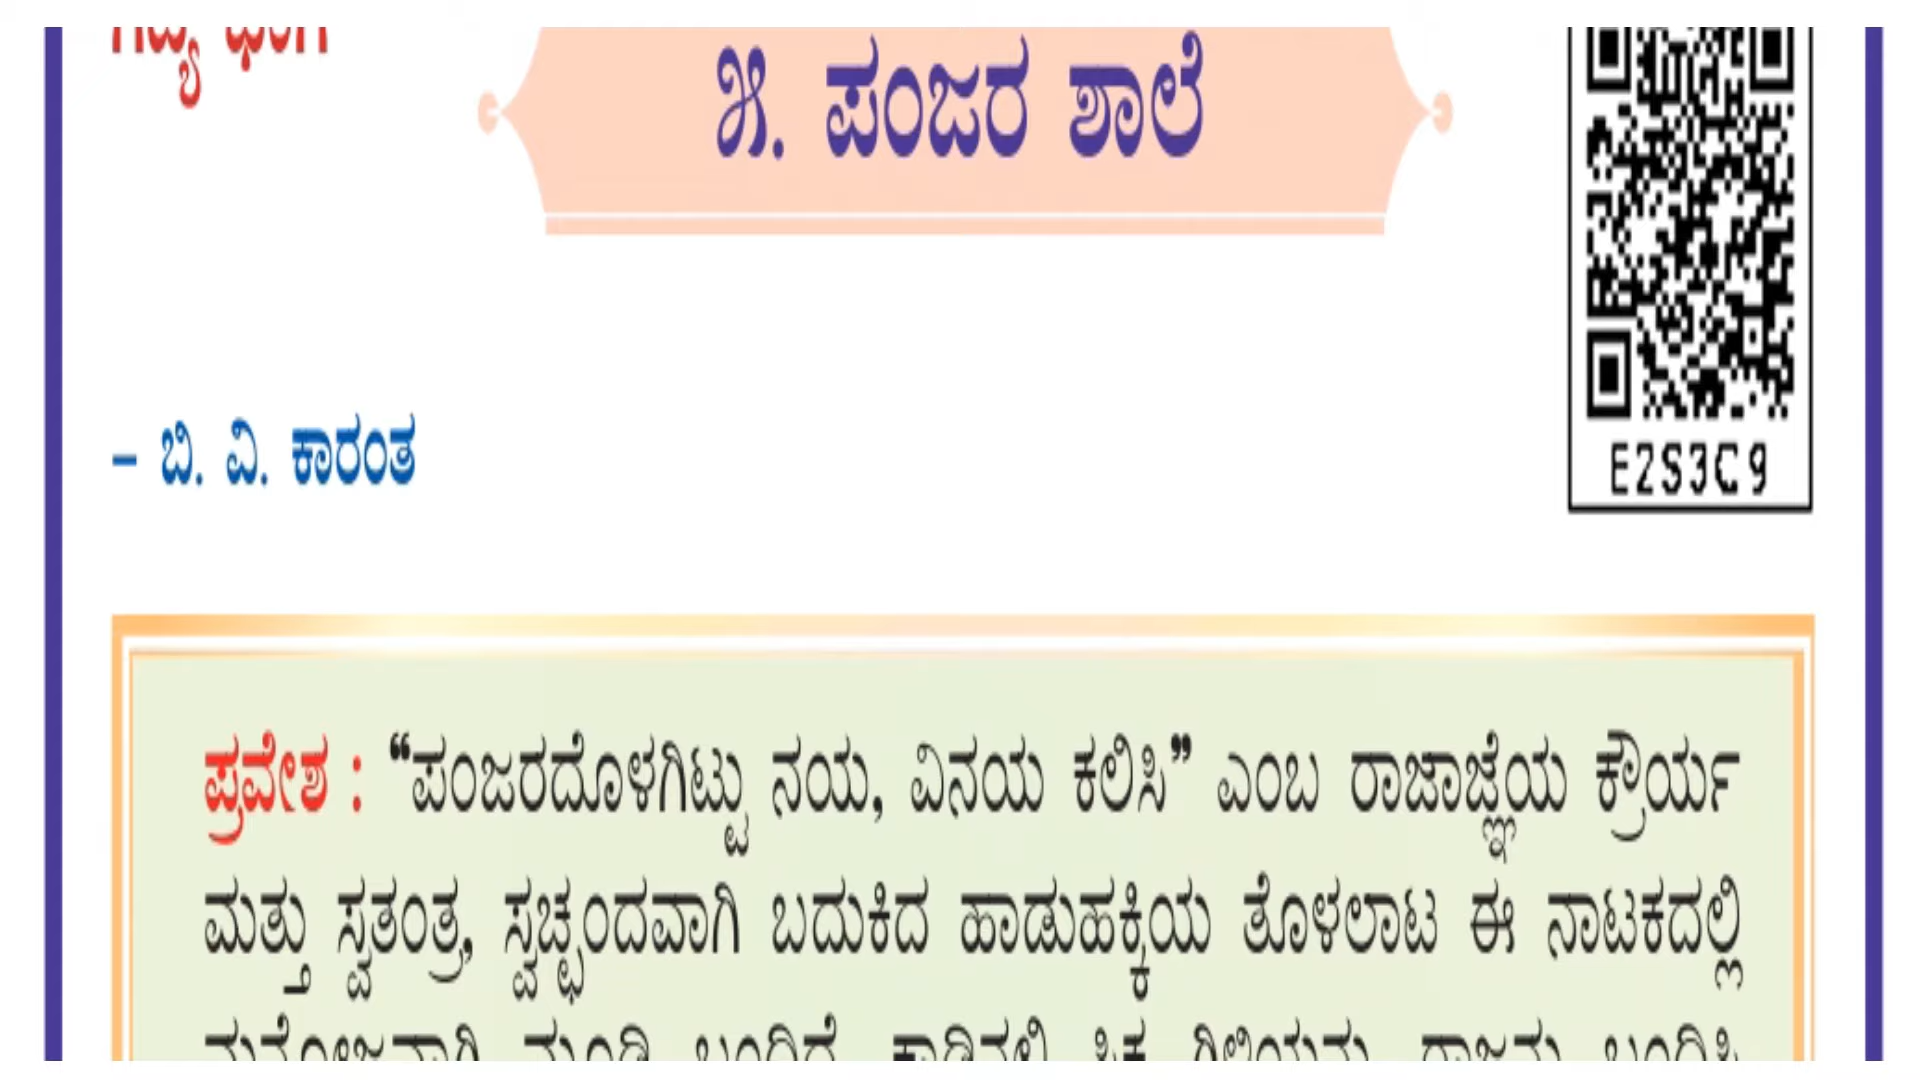 ೫. ಪಂಜರ ಶಾಲೆ
– ಬಿ. ವಿ. ಕಾರಂತ
E2S3C9
ಪ್ರವೇಶ : “ಪಂಜರದೊಳಗಿಟ್ಟು ನಯ, ವಿನಯ ಕಲಿಸಿ” ಎಂಬ ರಾಜಾಜ್ಞೆಯ ಕ್ರೌರ್ಯ
ಮತ್ತು ಸ್ವತಂತ್ರ, ಸ್ವಚ್ಛಂದವಾಗಿ ಬದುಕಿದ ಹಾಡುಹಕ್ಕಿಯ ತೊಳಲಾಟ ಈ ನಾಟಕದಲ್ಲಿ